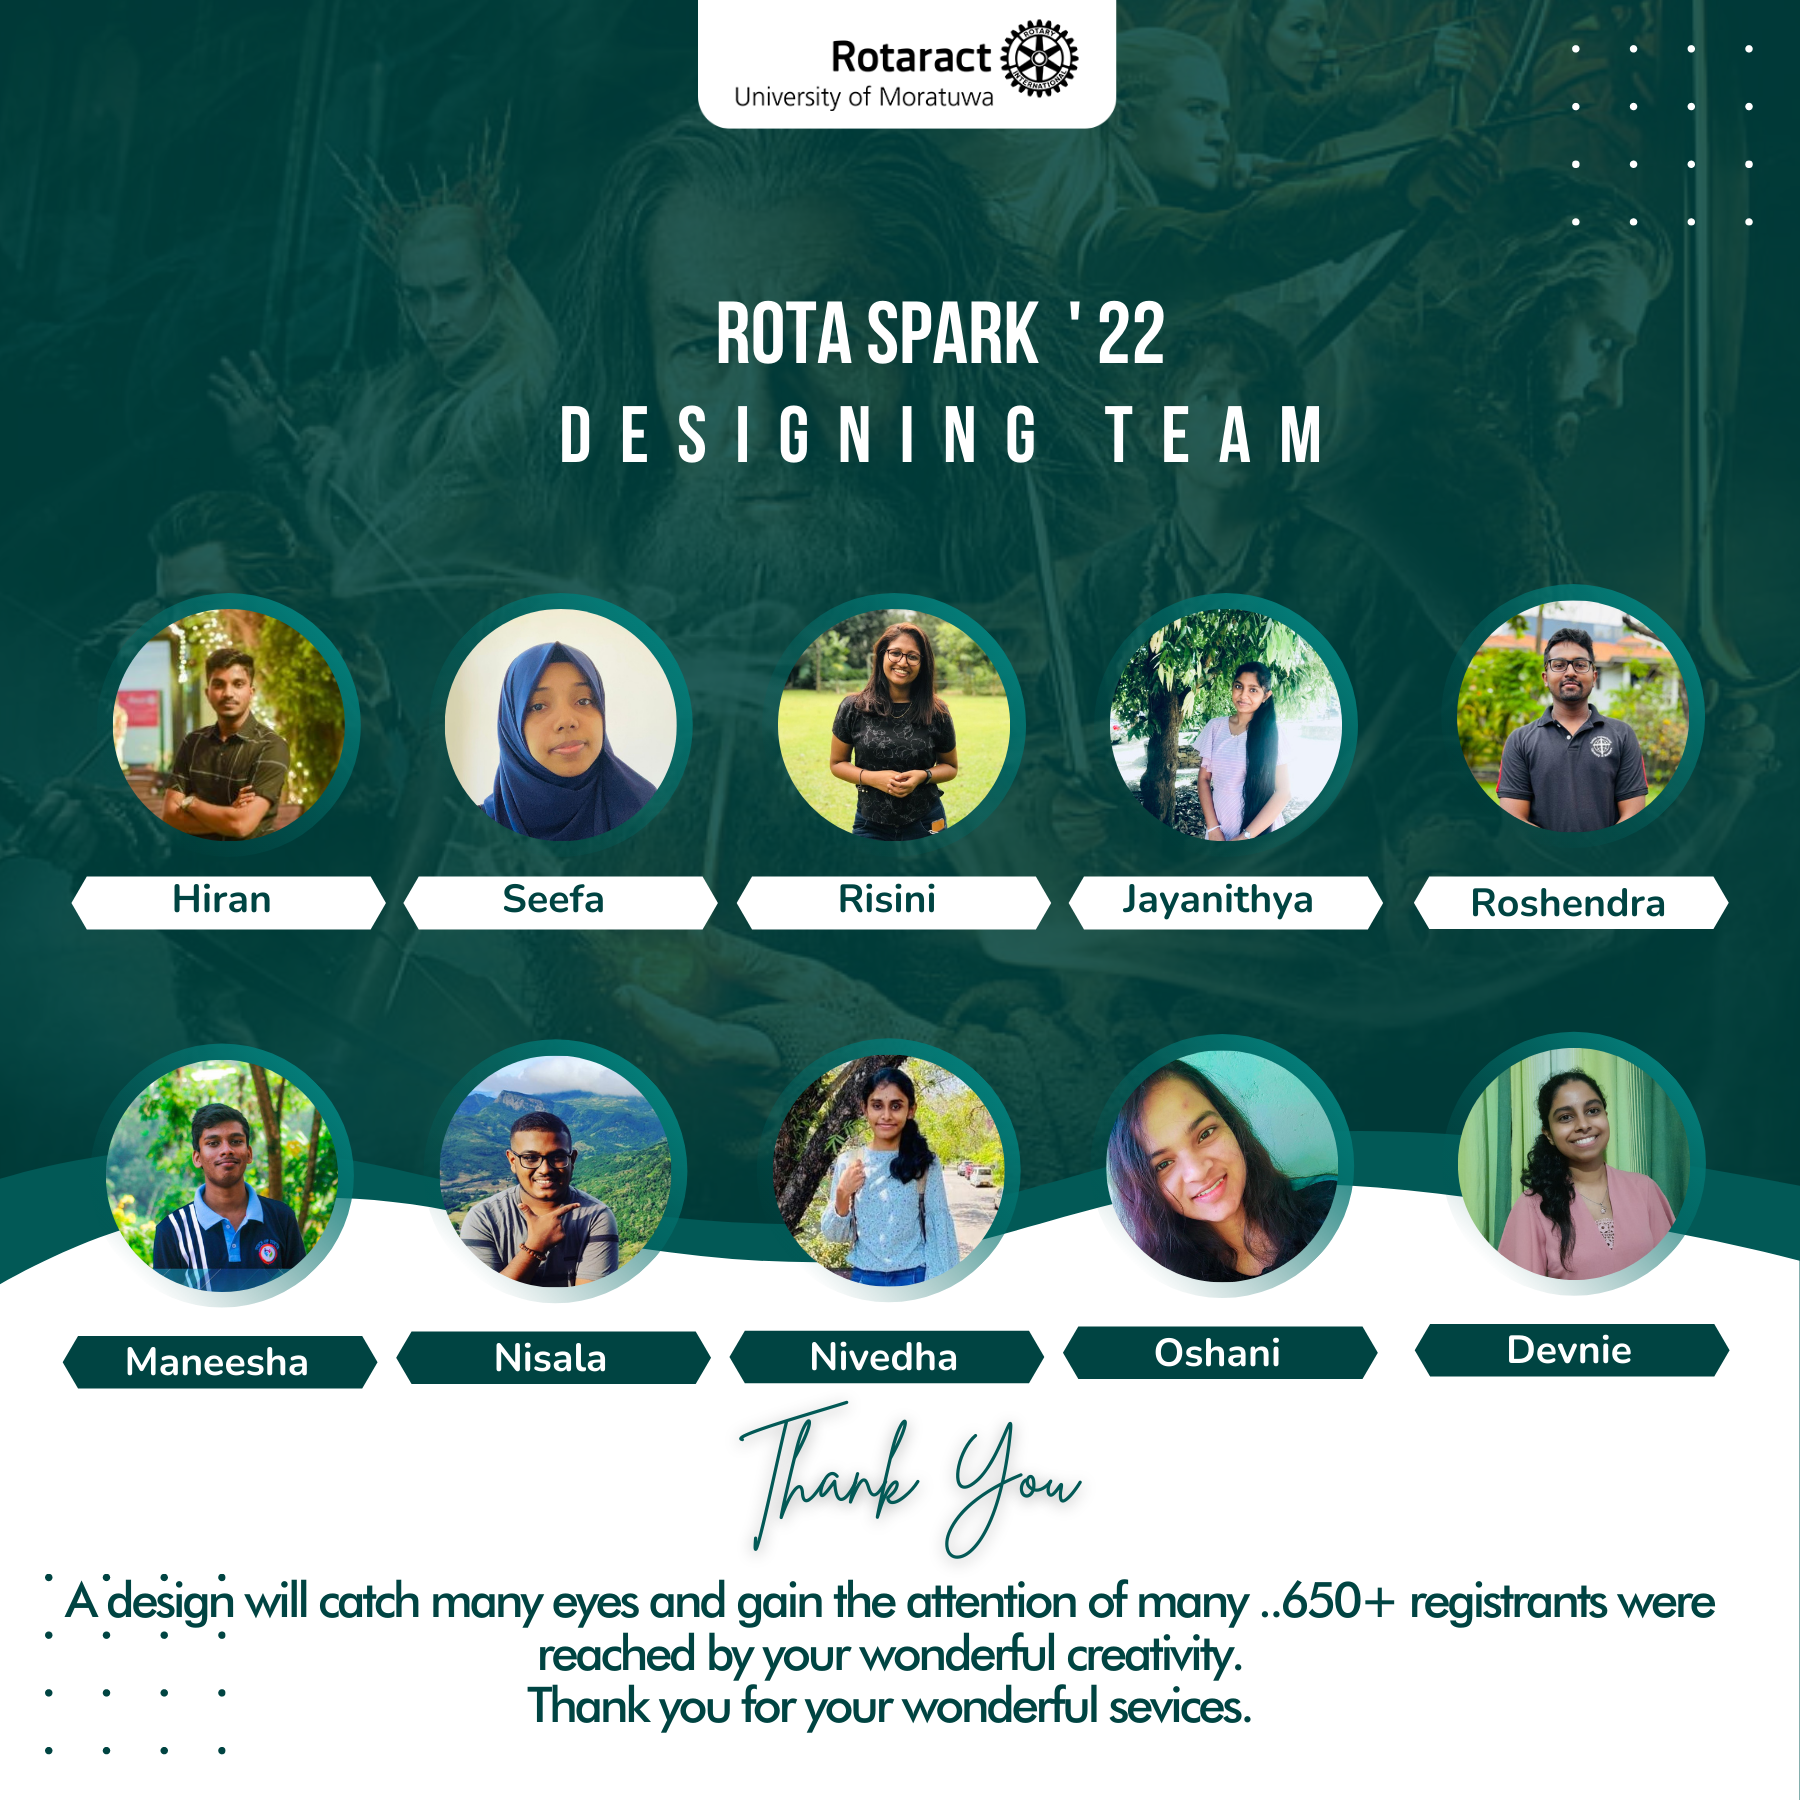 Rotaract
University of Moratuwa
ROTARY
INTERNATIONAL
ROTA SPARK '22
DESIGNING TEAM
Hiran
Seefa
Risini
Jayanithya
Roshendra
Maneesha
Nisala
Nivedha
Oshani
Devnie
Thank You
A design will catch many eyes and gain the attention of many ..650+ registrants were
reached by your wonderful creativity.
Thank you for your wonderful sevices.